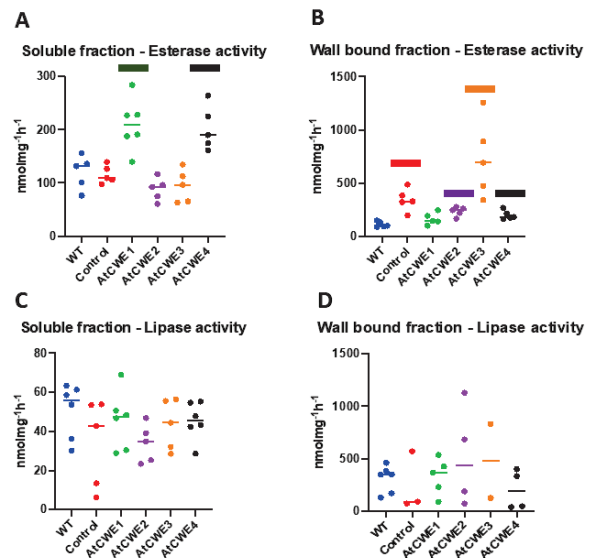 A
Soluble fraction - Esterase activity
300
200
100
0
nmolmg⁻¹h⁻¹
WT
Control
AtCWE1
AtCWE2
AtCWE3
AtCWE4
B
Wall bound fraction - Esterase activity
1500
1000
500
0
nmolmg⁻¹h⁻¹
WT
Control
AtCWE1
AtCWE2
AtCWE3
AtCWE4
C
Soluble fraction - Lipase activity
80
60
40
20
0
nmolmg⁻¹h⁻¹
WT
Control
AtCWE1
AtCWE2
AtCWE3
AtCWE4
D
Wall bound fraction - Lipase activity
1500
1000
500
0
nmolmg⁻¹h⁻¹
WT
Control
AtCWE1
AtCWE2
AtCWE3
AtCWE4